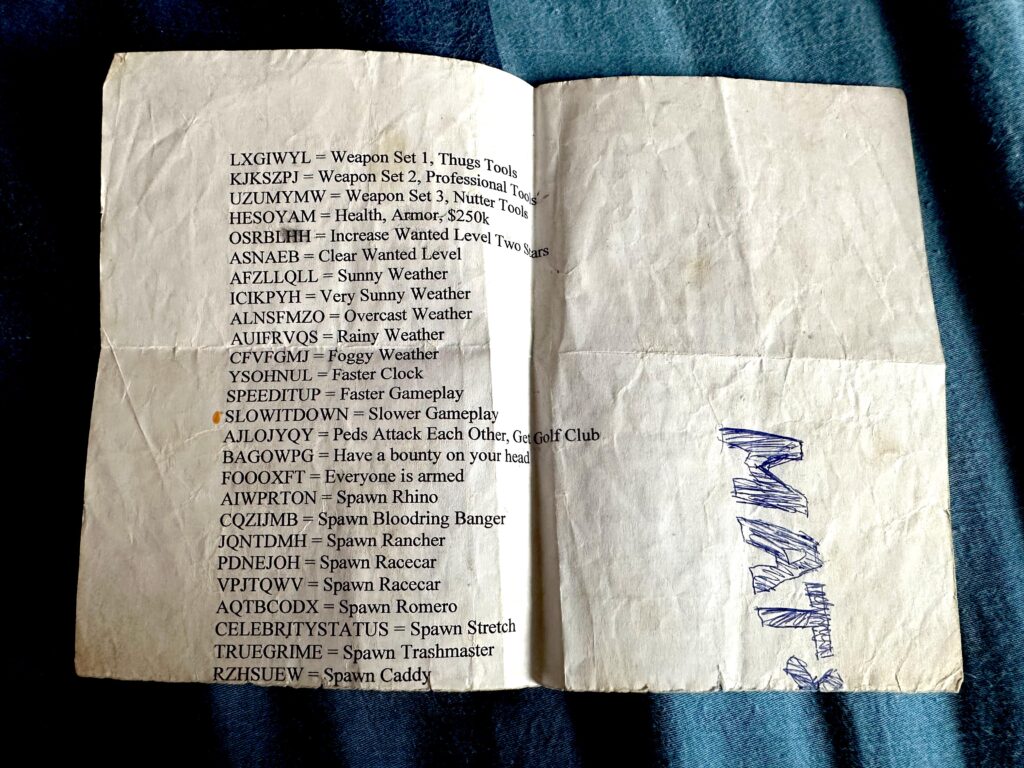 LXGIWYL = Weapon Set 1, Thugs Tools
KJKSZPJ = Weapon Set 2, Professional Tools
UZUMYMW = Weapon Set 3, Nutter Tools
HESOYAM = Health, Armor, $250k
OSRBLHH = Increase Wanted Level Two Stars
ASNAEB = Clear Wanted Level
AFZLLQLL = Sunny Weather
ICIKPYH = Very Sunny Weather
ALNSFMZO = Overcast Weather
AUIFRVQS = Rainy Weather
CFVFGMJ = Foggy Weather
YSOHNUL = Faster Clock
SPEEDITUP = Faster Gameplay
SLOWITDOWN = Slower Gameplay
AJLOJYQY = Peds Attack Each Other, Get Golf Club
BAGOWPG = Have a bounty on your head
FOOOXFT = Everyone is armed
AIWPRTON = Spawn Rhino
CQZIJMB = Spawn Bloodring Banger
JQNTDMH = Spawn Rancher
PDNEJOH = Spawn Racecar
VPJTQWV = Spawn Racecar
AQTBCODX = Spawn Romero
CELEBRITYSTATUS = Spawn Stretch
TRUEGRIME = Spawn Trashmaster
RZHSUEW = Spawn Caddy